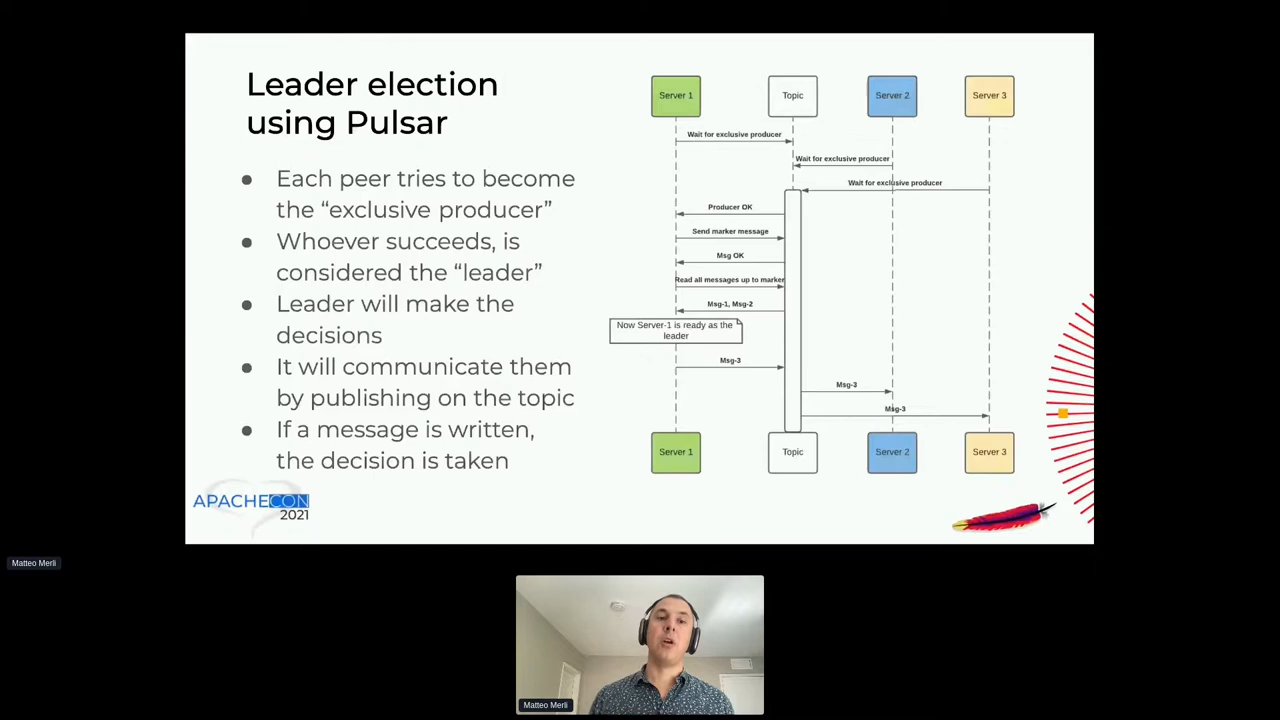 Leader election
using Pulsar
● Each peer tries to become
the “exclusive producer”
● Whoever succeeds, is
considered the “leader”
● Leader will make the
decisions
● It will communicate them
by publishing on the topic
● If a message is written,
the decision is taken
APACHECON
2021
Server 1
Topic
Server 2
Server 3
Wait for exclusive producer
Wait for exclusive producer
Wait for exclusive producer
Producer OK
Send marker message
Msg OK
Read all messages up to marker
Msg-1, Msg-2
Now Server-1 is ready as the
leader
Msg-3
Msg-3
Msg-3
Server 1
Topic
Server 2
Server 3
Matteo Merli
Matteo Merli